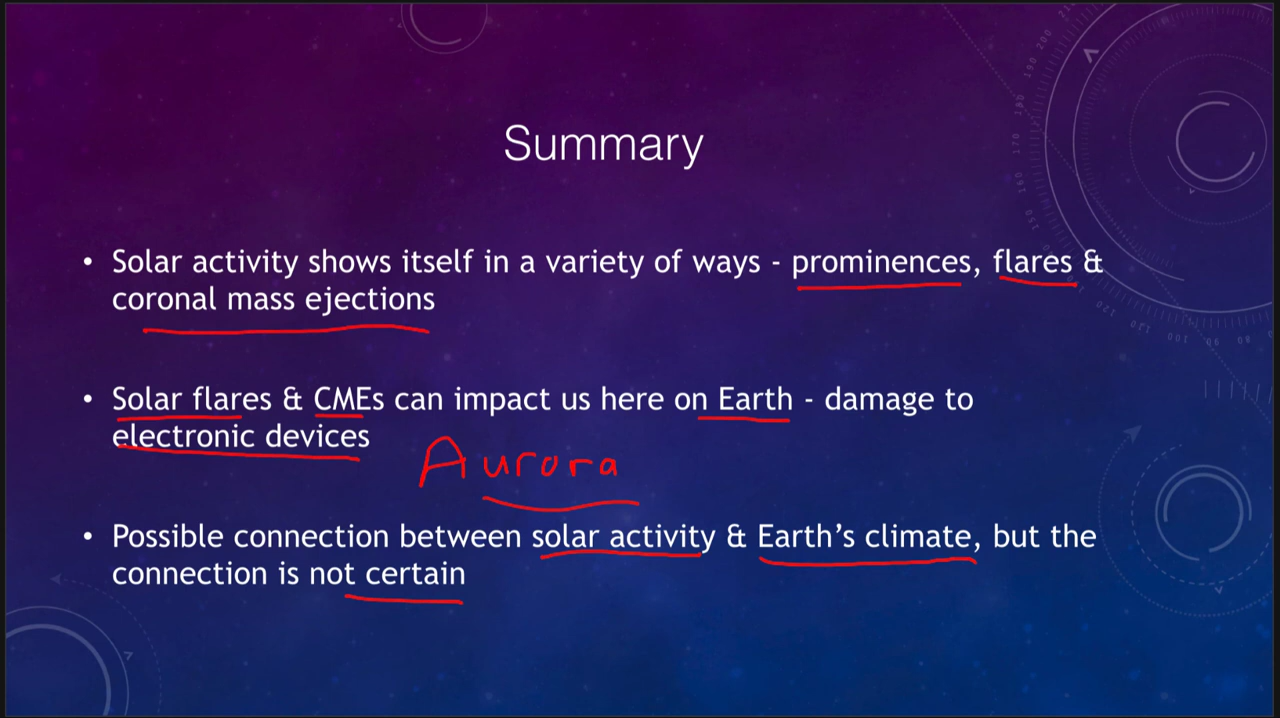 Summary
• Solar activity shows itself in a variety of ways - prominences, flares &
coronal mass ejections
• Solar flares & CMEs can impact us here on Earth - damage to
electronic devices
Aurora
• Possible connection between solar activity & Earth's climate, but the
connection is not certain